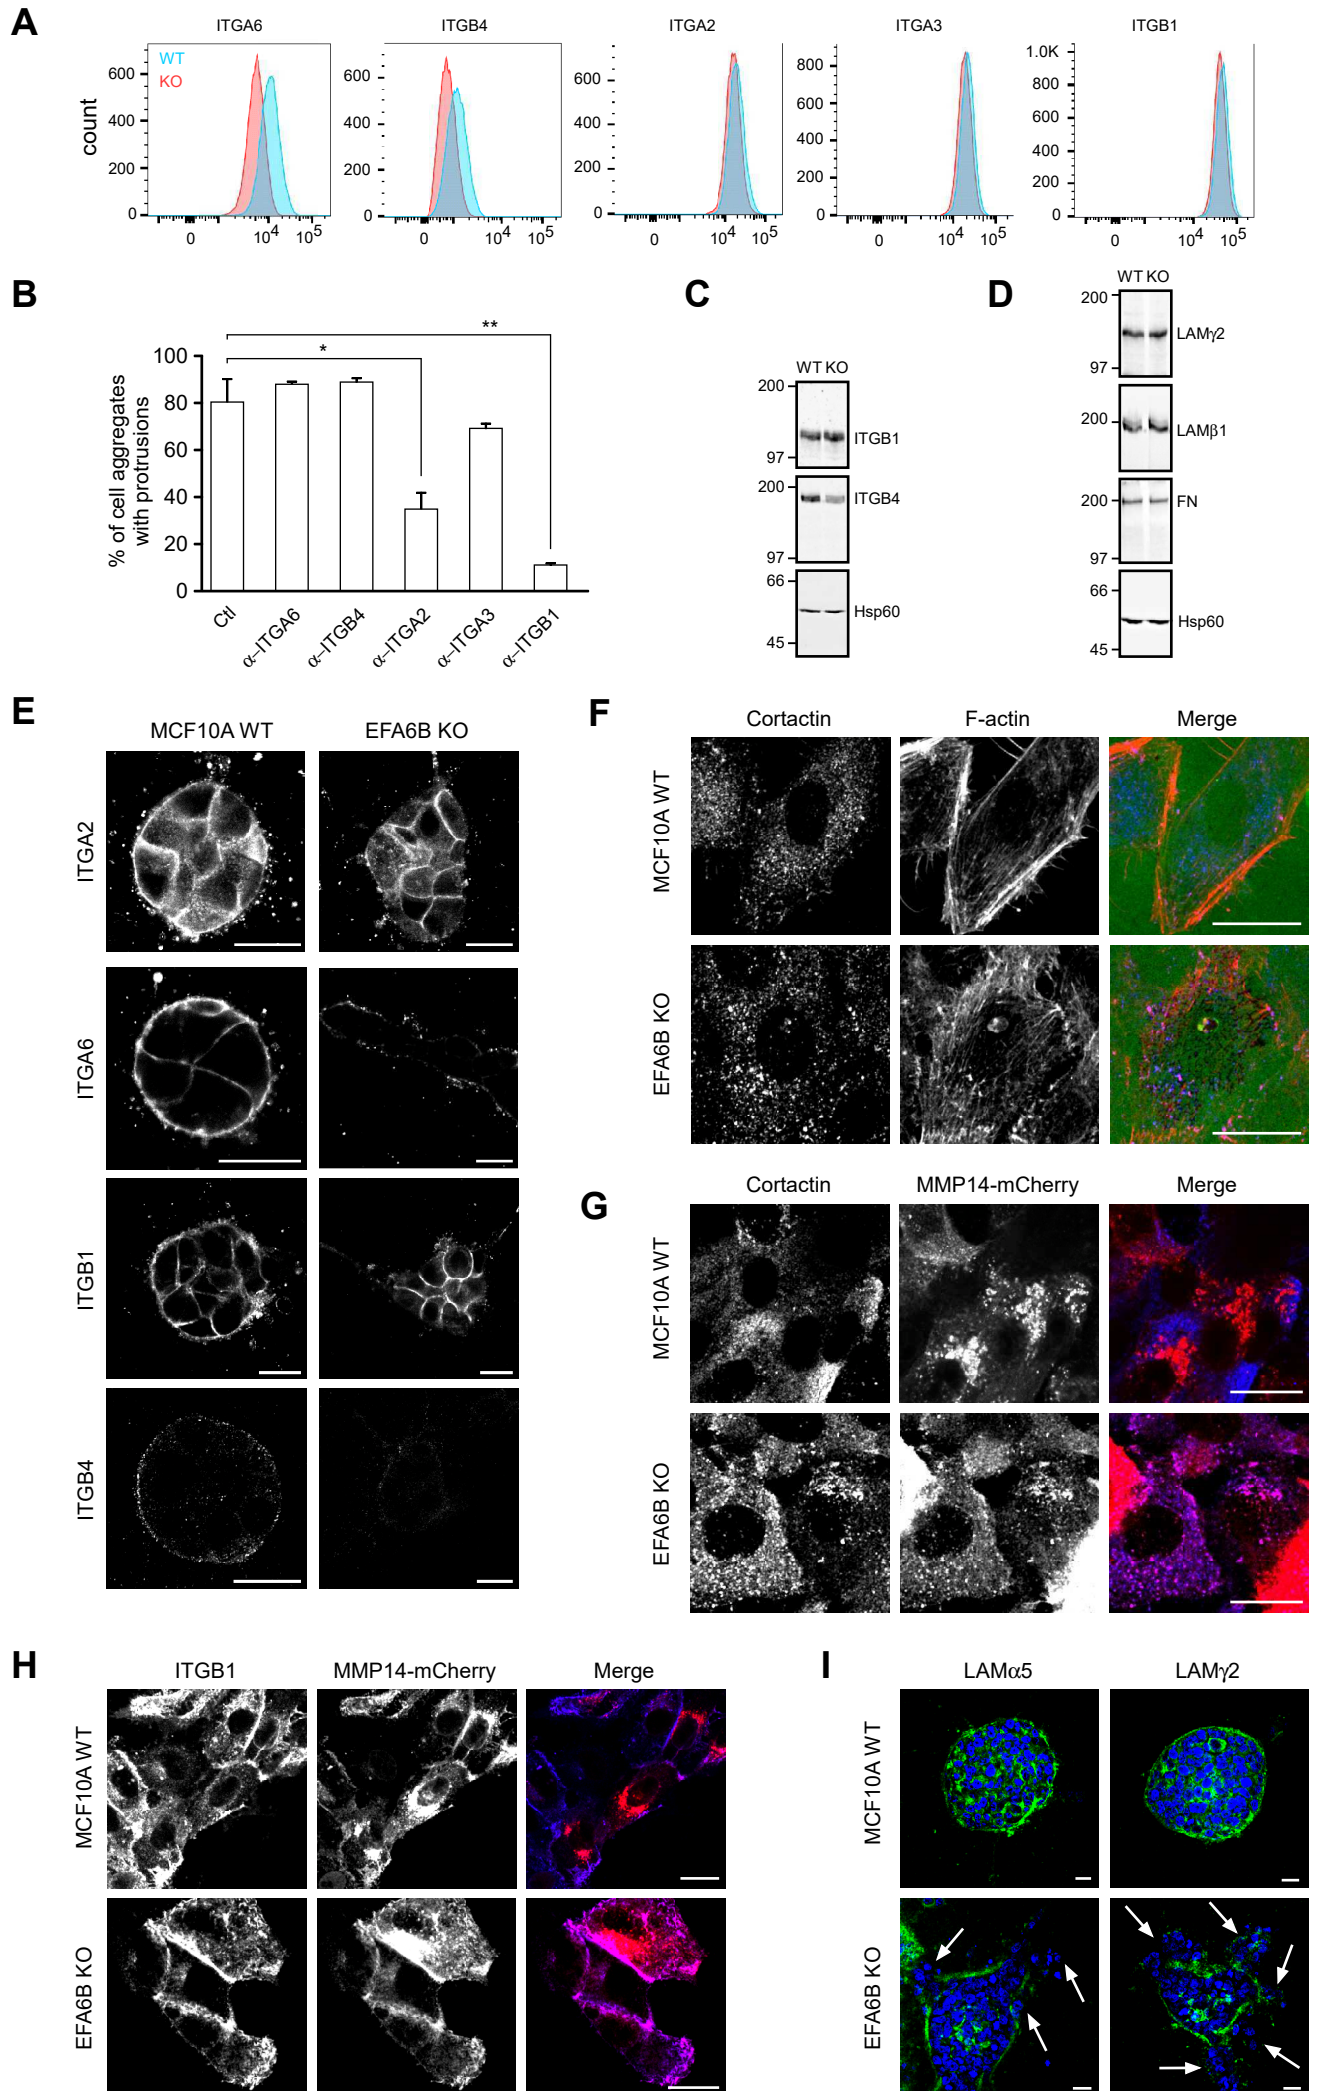 A
ITGA6
ITGB4
ITGA2
ITGA3
ITGB1
WT
KO
count
600
400
200
0
0
10⁴
10⁵
600
400
200
0
0
10⁴
10⁵
600
400
200
0
0
10⁴
10⁵
800
600
400
200
0
0
10⁴
10⁵
1.0K
800
600
400
200
0
0
10⁴
10⁵
B
% of cell aggregates
with protrusions
100
80
60
40
20
0
*
**
Ctl
α–ITGA6
α–ITGB4
α–ITGA2
α–ITGA3
α–ITGB1
C
WT KO
200
97
ITGB1
200
97
ITGB4
66
45
Hsp60
D
WT KO
200
97
LAMγ2
200
LAMβ1
200
97
FN
66
45
Hsp60
E
MCF10A WT
EFA6B KO
ITGA2
ITGA6
ITGB1
ITGB4
F
Cortactin
F-actin
Merge
MCF10A WT
EFA6B KO
G
Cortactin
MMP14-mCherry
Merge
MCF10A WT
EFA6B KO
H
ITGB1
MMP14-mCherry
Merge
MCF10A WT
EFA6B KO
I
LAMα5
LAMγ2
MCF10A WT
EFA6B KO